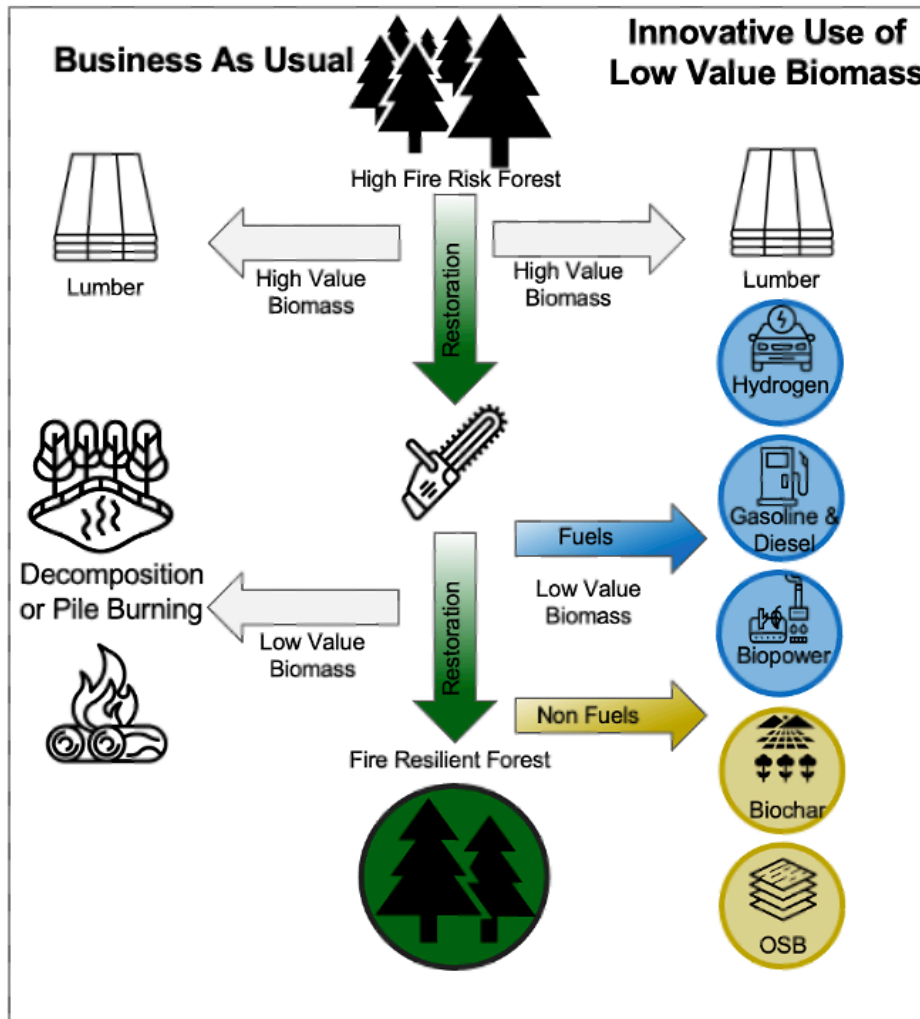 Business As Usual
Innovative Use of
Low Value Biomass
High Fire Risk Forest
Lumber
High Value
Biomass
Restoration
High Value
Biomass
Lumber
Hydrogen
Gasoline &
Diesel
Fuels
Low Value
Biomass
Decomposition
or Pile Burning
Low Value
Biomass
Restoration
Biopower
Non Fuels
Fire Resilient Forest
Biochar
OSB